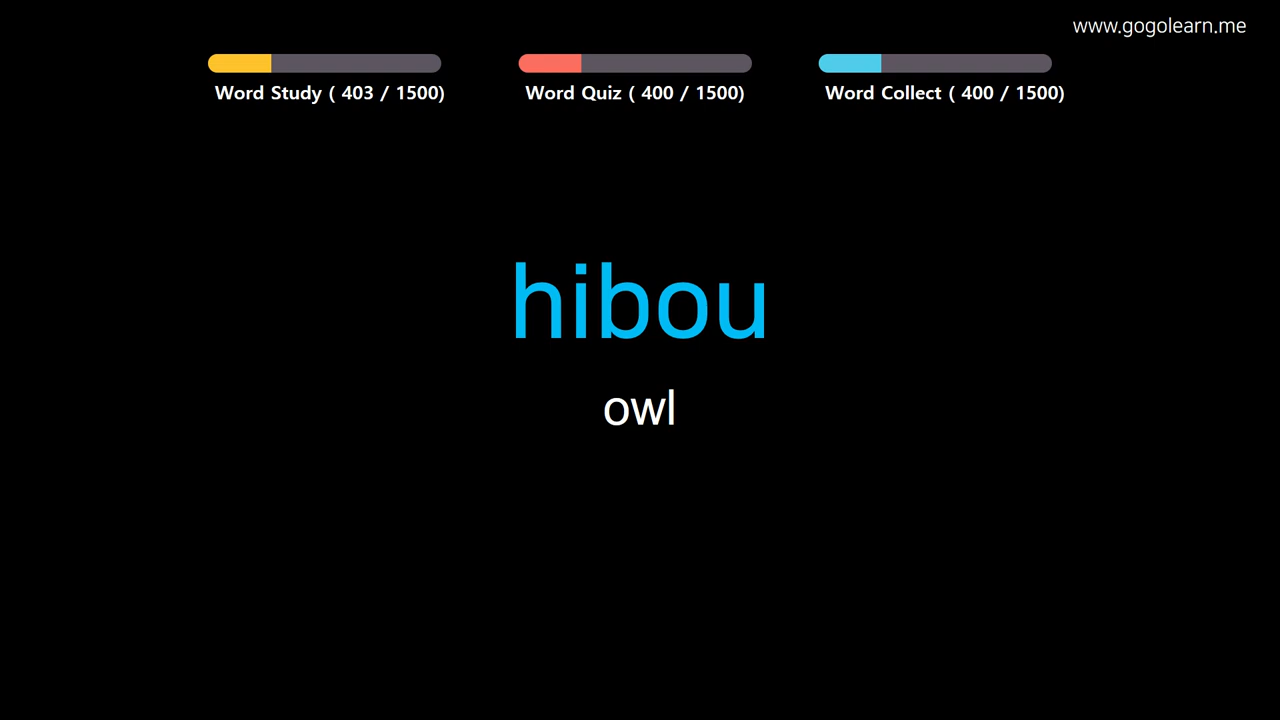 www.gogolearn.me
Word Study ( 403 / 1500)
Word Quiz ( 400 / 1500)
Word Collect ( 400 / 1500)
hibou
owl